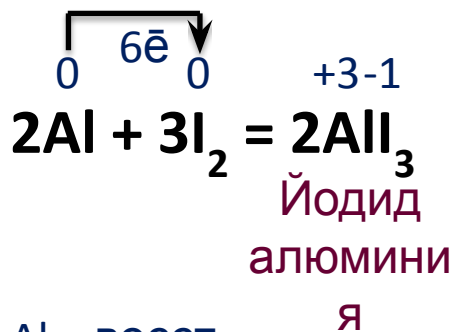 6ē
0 0 +3 -1
2Al + 3I₂ = 2AlI₃
Йодид
алюмини
я